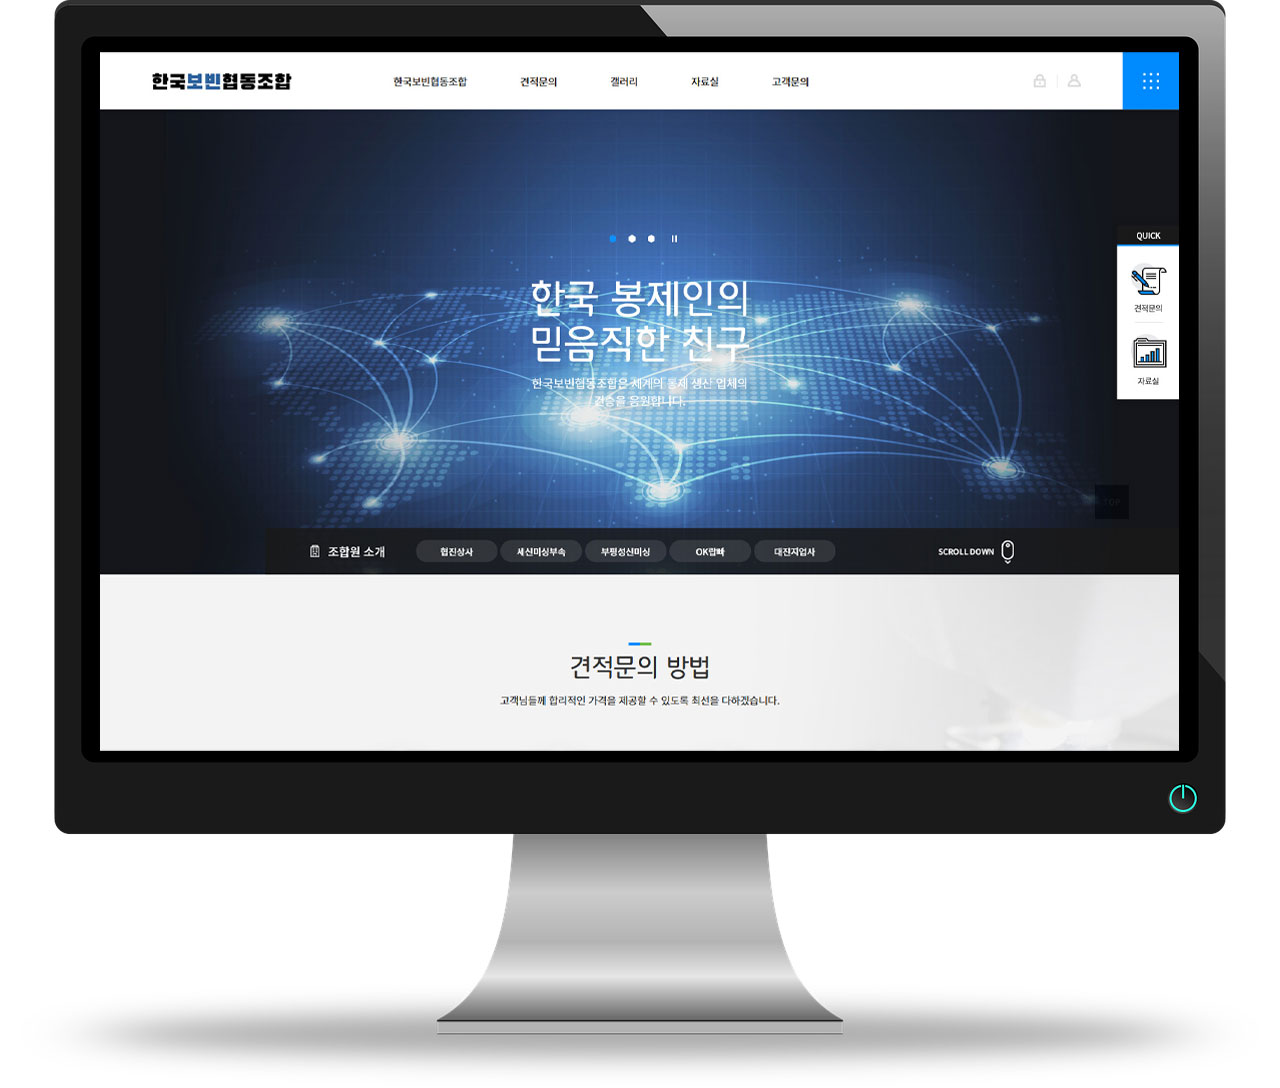 한국보빈협동조합
한국보빈협동조합 견적문의 갤러리 자료실 고객문의
QUICK
견적문의
자료실
한국 봉제인의
믿음직한 친구
한국보빈협동조합은 세계의 봉제 생산 업체의
건승을 응원합니다.
TOP
조합원 소개 협진상사 새신미싱부속 부평성신미싱 OK랍빠 대진지업사 SCROLL DOWN
견적문의 방법
고객님들께 합리적인 가격을 제공할 수 있도록 최선을 다하겠습니다.